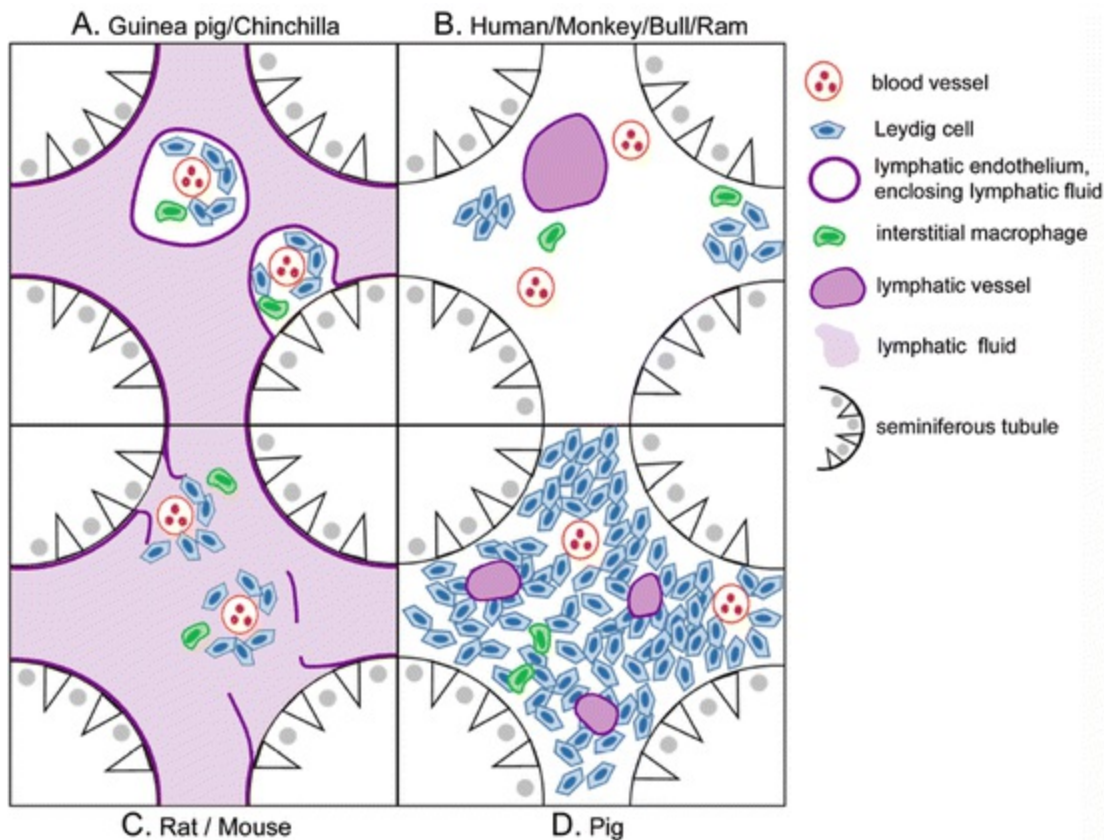 A. Guinea pig/Chinchilla
B. Human/Monkey/Bull/Ram
blood vessel
Leydig cell
lymphatic endothelium,
enclosing lymphatic fluid
interstitial macrophage
lymphatic vessel
lymphatic fluid
seminiferous tubule
C. Rat / Mouse
D. Pig